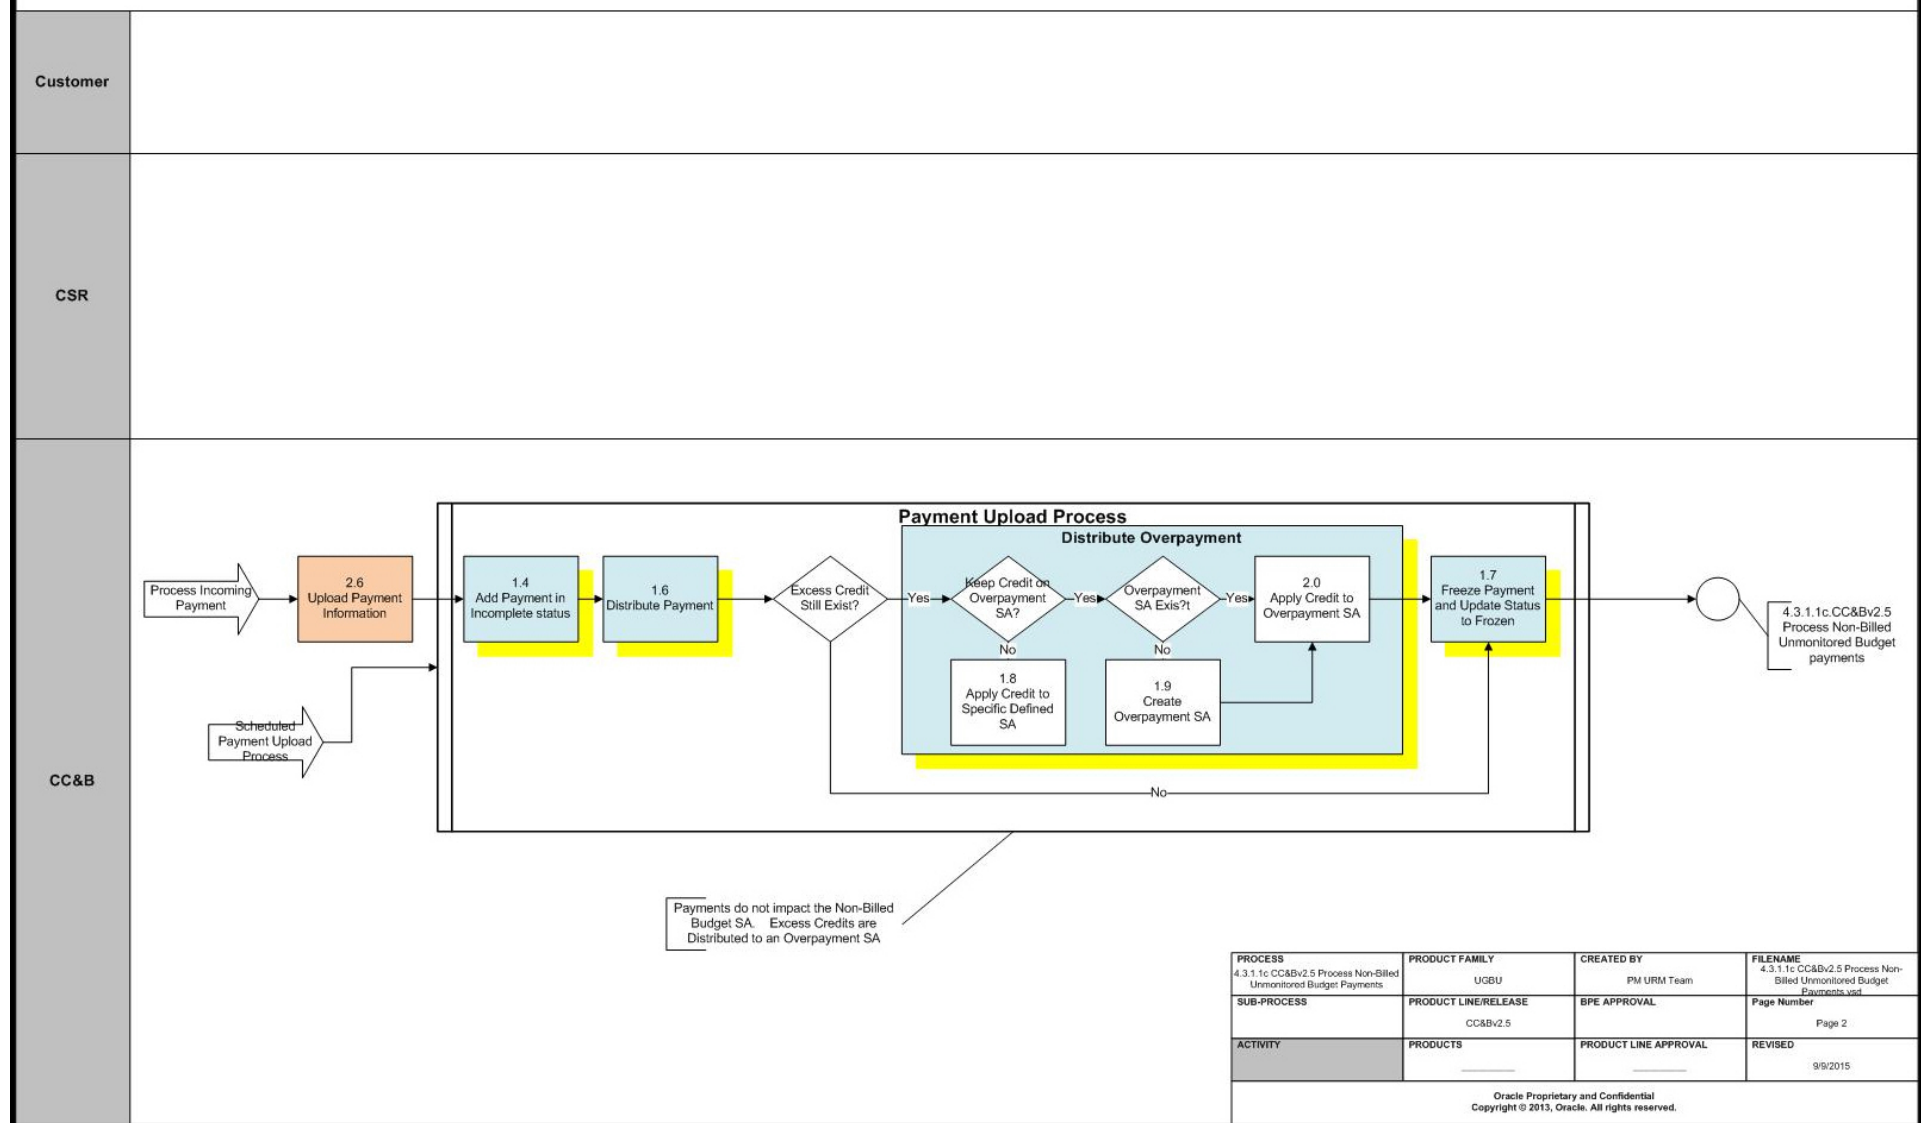 Customer
CSR
CC&B
Payment Upload Process
Distribute Overpayment
Process Incoming
Payment
2.6
Upload Payment
Information
1.4
Add Payment in
Incomplete status
1.6
Distribute Payment
Excess Credit
Still Exist?
Yes
Keep Credit on
Overpayment
SA?
Yes
Overpayment
SA Exis?t
Yes
2.0
Apply Credit to
Overpayment SA
1.7
Freeze Payment
and Update Status
to Frozen
4.3.1.1c.CC&Bv2.5
Process Non-Billed
Unmonitored Budget
payments
No
No
1.8
Apply Credit to
Specific Defined
SA
1.9
Create
Overpayment SA
Scheduled
Payment Upload
Process
No
Payments do not impact the Non-Billed
Budget SA. Excess Credits are
Distributed to an Overpayment SA
PROCESS
4.3.1.1c CC&Bv2.5 Process Non-Billed
Unmonitored Budget Payments
PRODUCT FAMILY
UGBU
CREATED BY
PM URM Team
FILENAME
4.3.1.1c CC&Bv2.5 Process Non-
Billed Unmonitored Budget
Payments.vsd
SUB-PROCESS
PRODUCT LINE/RELEASE
CC&Bv2.5
BPE APPROVAL
Page Number
Page 2
ACTIVITY
PRODUCTS
PRODUCT LINE APPROVAL
REVISED
9/9/2015
Oracle Proprietary and Confidential
Copyright © 2013, Oracle. All rights reserved.